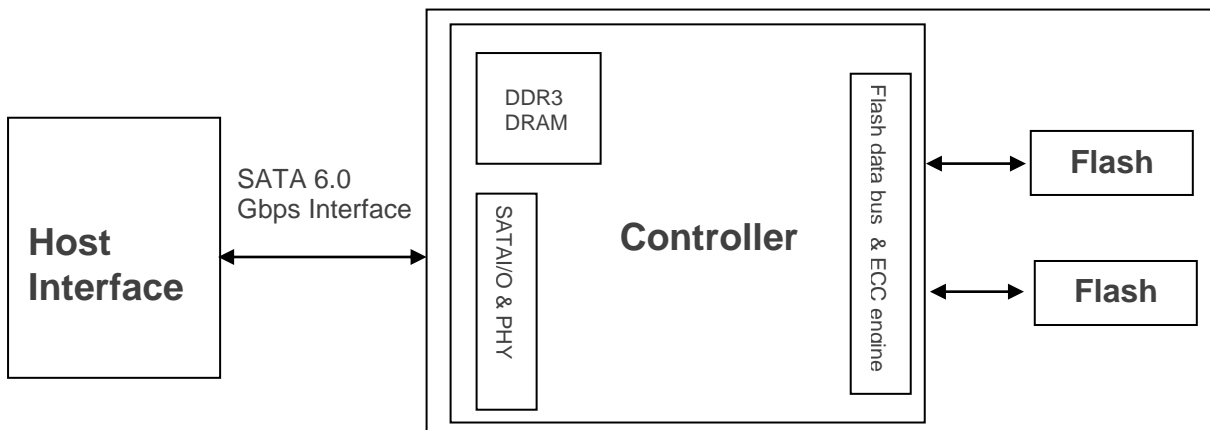 Host
Interface
SATA 6.0
Gbps Interface
DDR3
DRAM
SATAI/O & PHY
Controller
Flash data bus & ECC engine
Flash
Flash